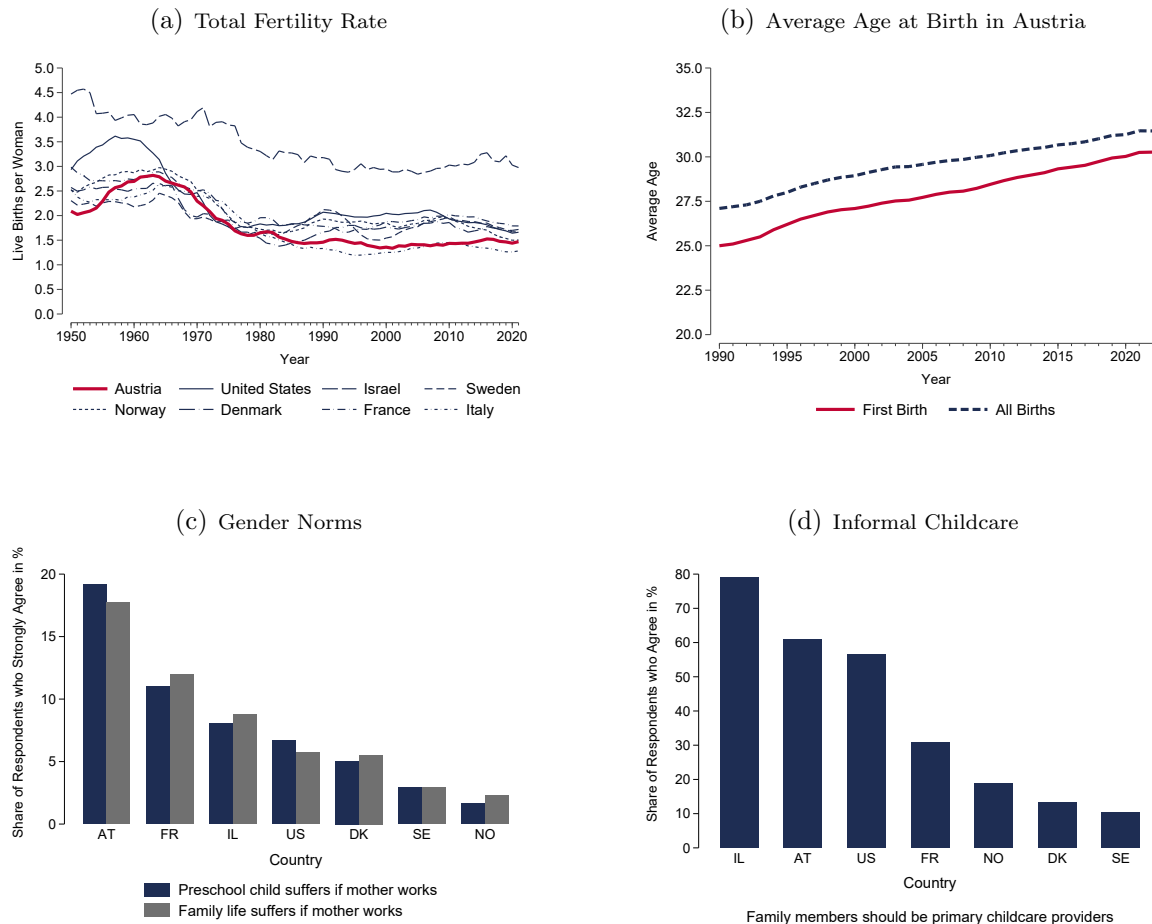 (a) Total Fertility Rate
Live Births per Woman
5.0
4.5
4.0
3.5
3.0
2.5
2.0
1.5
1.0
0.5
0.0
1950 1960 1970 1980 1990 2000 2010 2020
Year
Austria United States Israel Sweden
Norway Denmark France Italy
(b) Average Age at Birth in Austria
Average Age
35.0
32.5
30.0
27.5
25.0
22.5
20.0
1990 1995 2000 2005 2010 2015 2020
Year
First Birth All Births
(c) Gender Norms
Share of Respondents who Strongly Agree in %
20
15
10
5
0
AT FR IL US DK SE NO
Country
Preschool child suffers if mother works
Family life suffers if mother works
(d) Informal Childcare
Share of Respondents who Agree in %
80
70
60
50
40
30
20
10
0
IL AT US FR NO DK SE
Country
Family members should be primary childcare providers